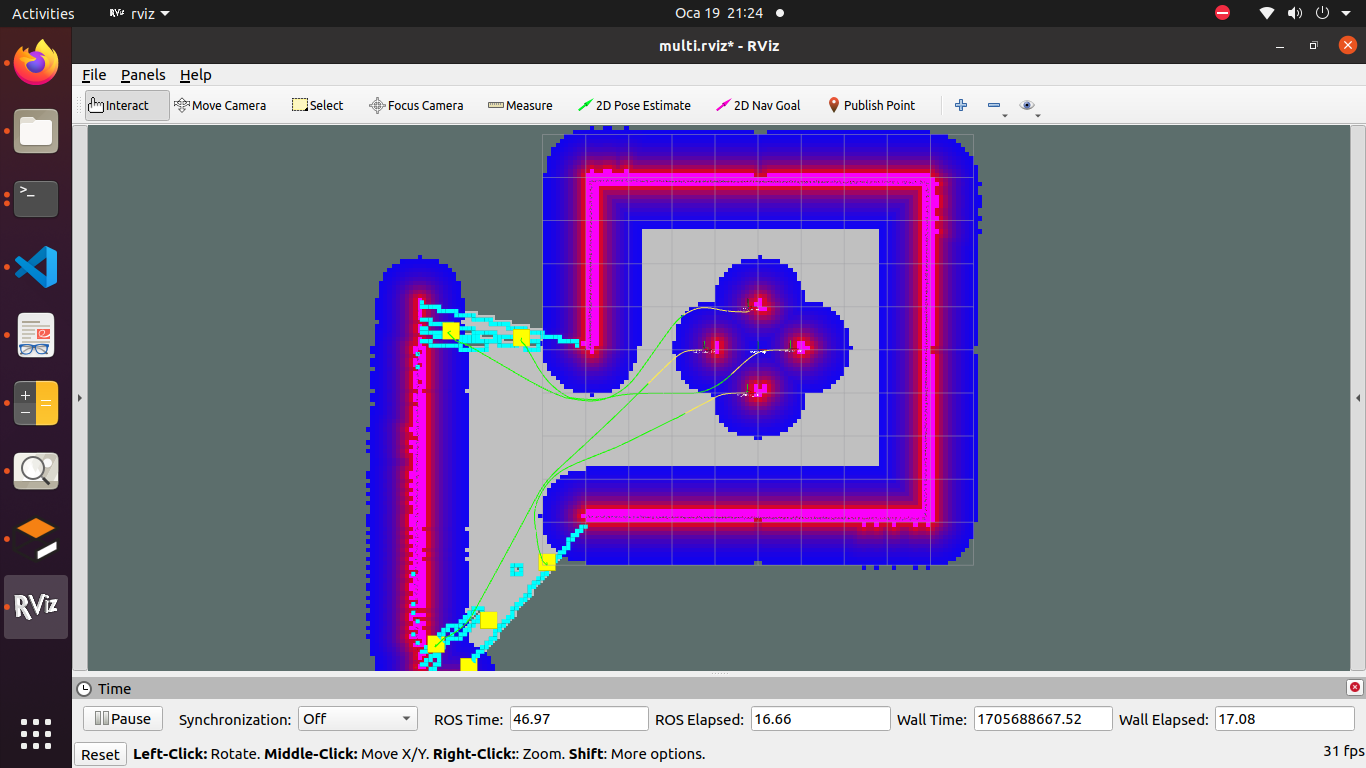 Activities RViz rviz Oca 19 21:24
multi.rviz* - RViz
File Panels Help
Interact Move Camera Select Focus Camera Measure 2D Pose Estimate 2D Nav Goal Publish Point
RViz
Time
Pause Synchronization: Off ROS Time: 46.97 ROS Elapsed: 16.66 Wall Time: 1705688667.52 Wall Elapsed: 17.08
Reset Left-Click: Rotate. Middle-Click: Move X/Y. Right-Click:: Zoom. Shift: More options. 31 fps